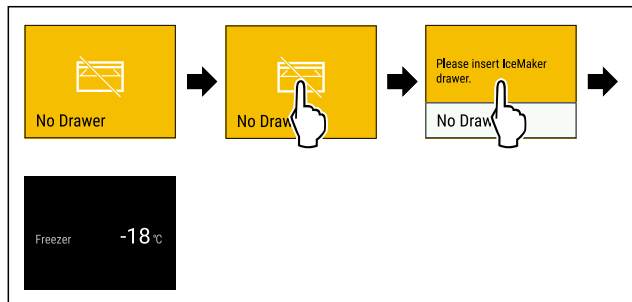 No Drawer
No Draw
Please insert IceMaker
drawer.
No Draw
Freezer
-18 °C